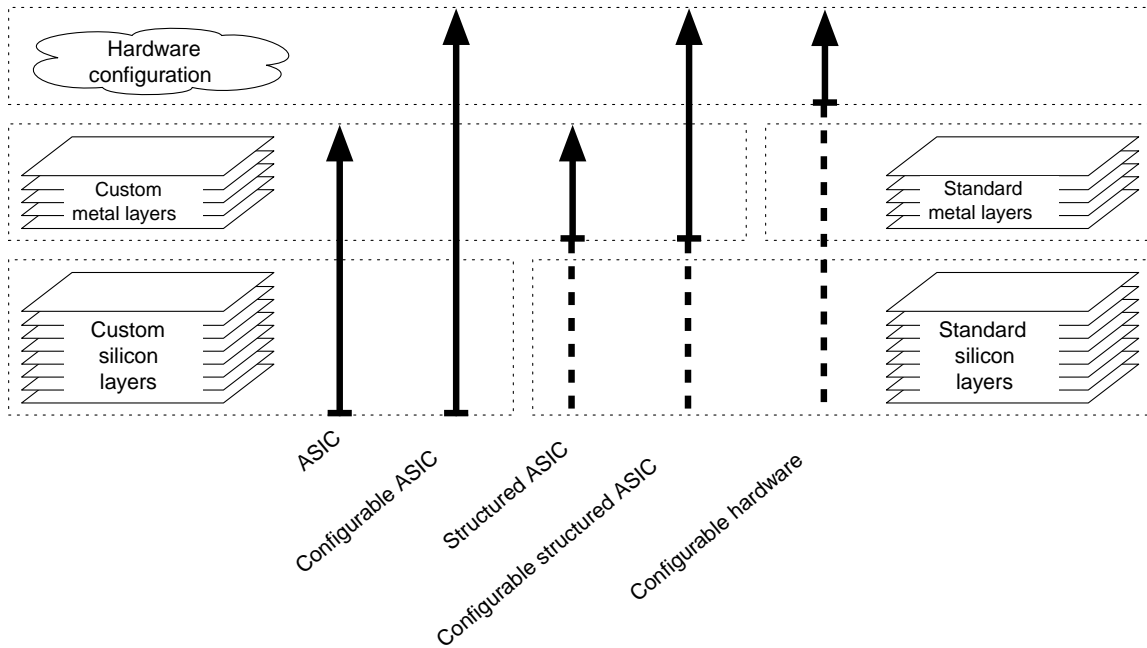 Hardware
configuration
Custom
metal layers
Standard
metal layers
Custom
silicon
layers
Standard
silicon
layers
ASIC
Configurable ASIC
Structured ASIC
Configurable structured ASIC
Configurable hardware